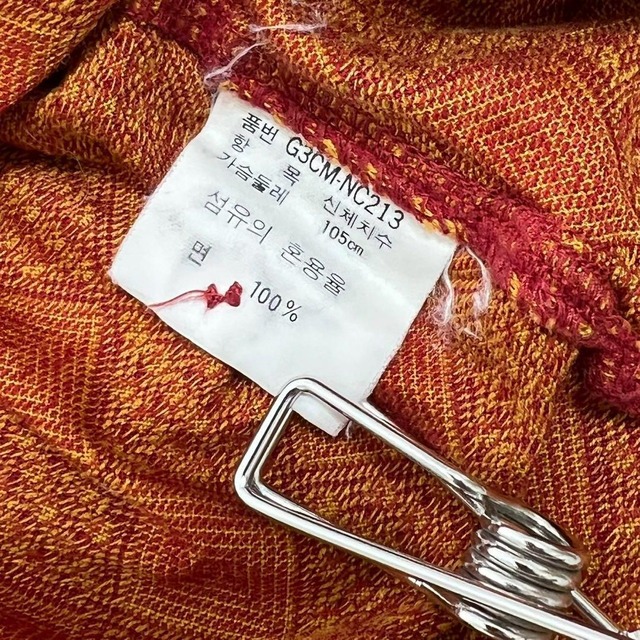 품번 G3CM-NC213
항 목 신체치수
가슴둘레 105cm
섬유의 혼용율
면 100%